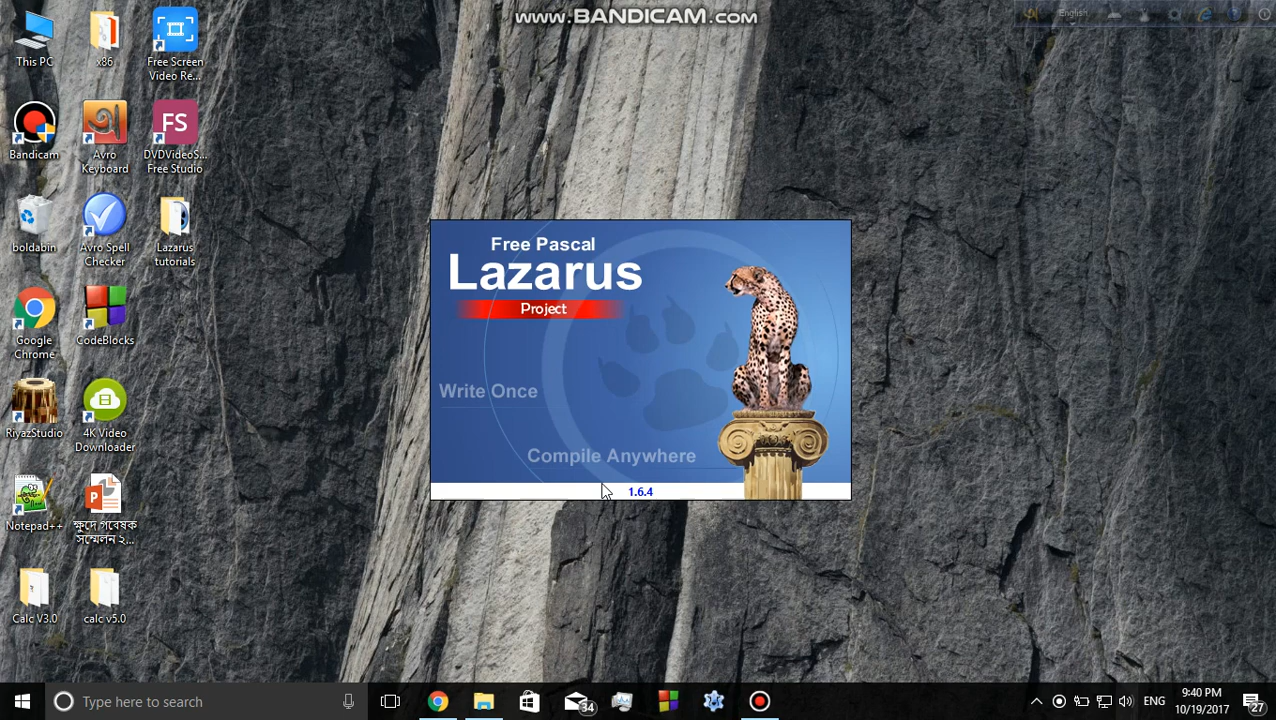 www.BANDICAM.com
English
This PC
x86
Free Screen
Video Re...
Bandicam
Avro
Keyboard
FS
DVDVideoS...
Free Studio
boldabin
Avro Spell
Checker
Lazarus
tutorials
Google
Chrome
CodeBlocks
RiyazStudio
4K Video
Downloader
Notepad++
ক্ষুদে গবেষক
সম্মেলন ২...
Calc V3.0
calc v5.0
Free Pascal
Lazarus
Project
Write Once
Compile Anywhere
1.6.4
Type here to search
34
ENG
9:40 PM
10/19/2017
27